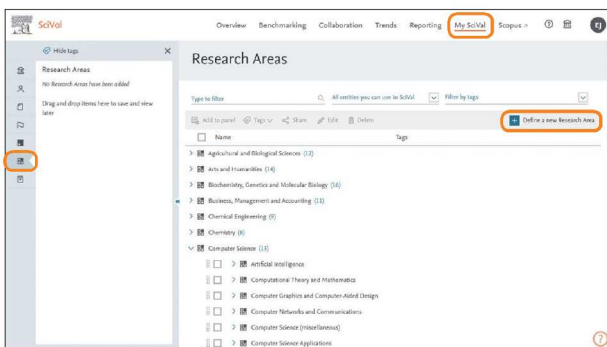 SciVal
Overview Benchmarking Collaboration Trends Reporting My SciVal Scopus EJ
Hide tags
Research Areas
No Research Areas have been added
Drag and drop items here to save and view
later
Research Areas
Type to filter All entities you can use in SciVal Filter by tags
Add to panel Tags Share Edit Delete Define a new Research Area
Name Tags
Agricultural and Biological Sciences (12)
Arts and Humanities (14)
Biochemistry, Genetics and Molecular Biology (16)
Business, Management and Accounting (11)
Chemical Engineering (9)
Chemistry (8)
Computer Science (13)
Artificial Intelligence
Computational Theory and Mathematics
Computer Graphics and Computer-Aided Design
Computer Networks and Communications
Computer Science (miscellaneous)
Computer Science Applications